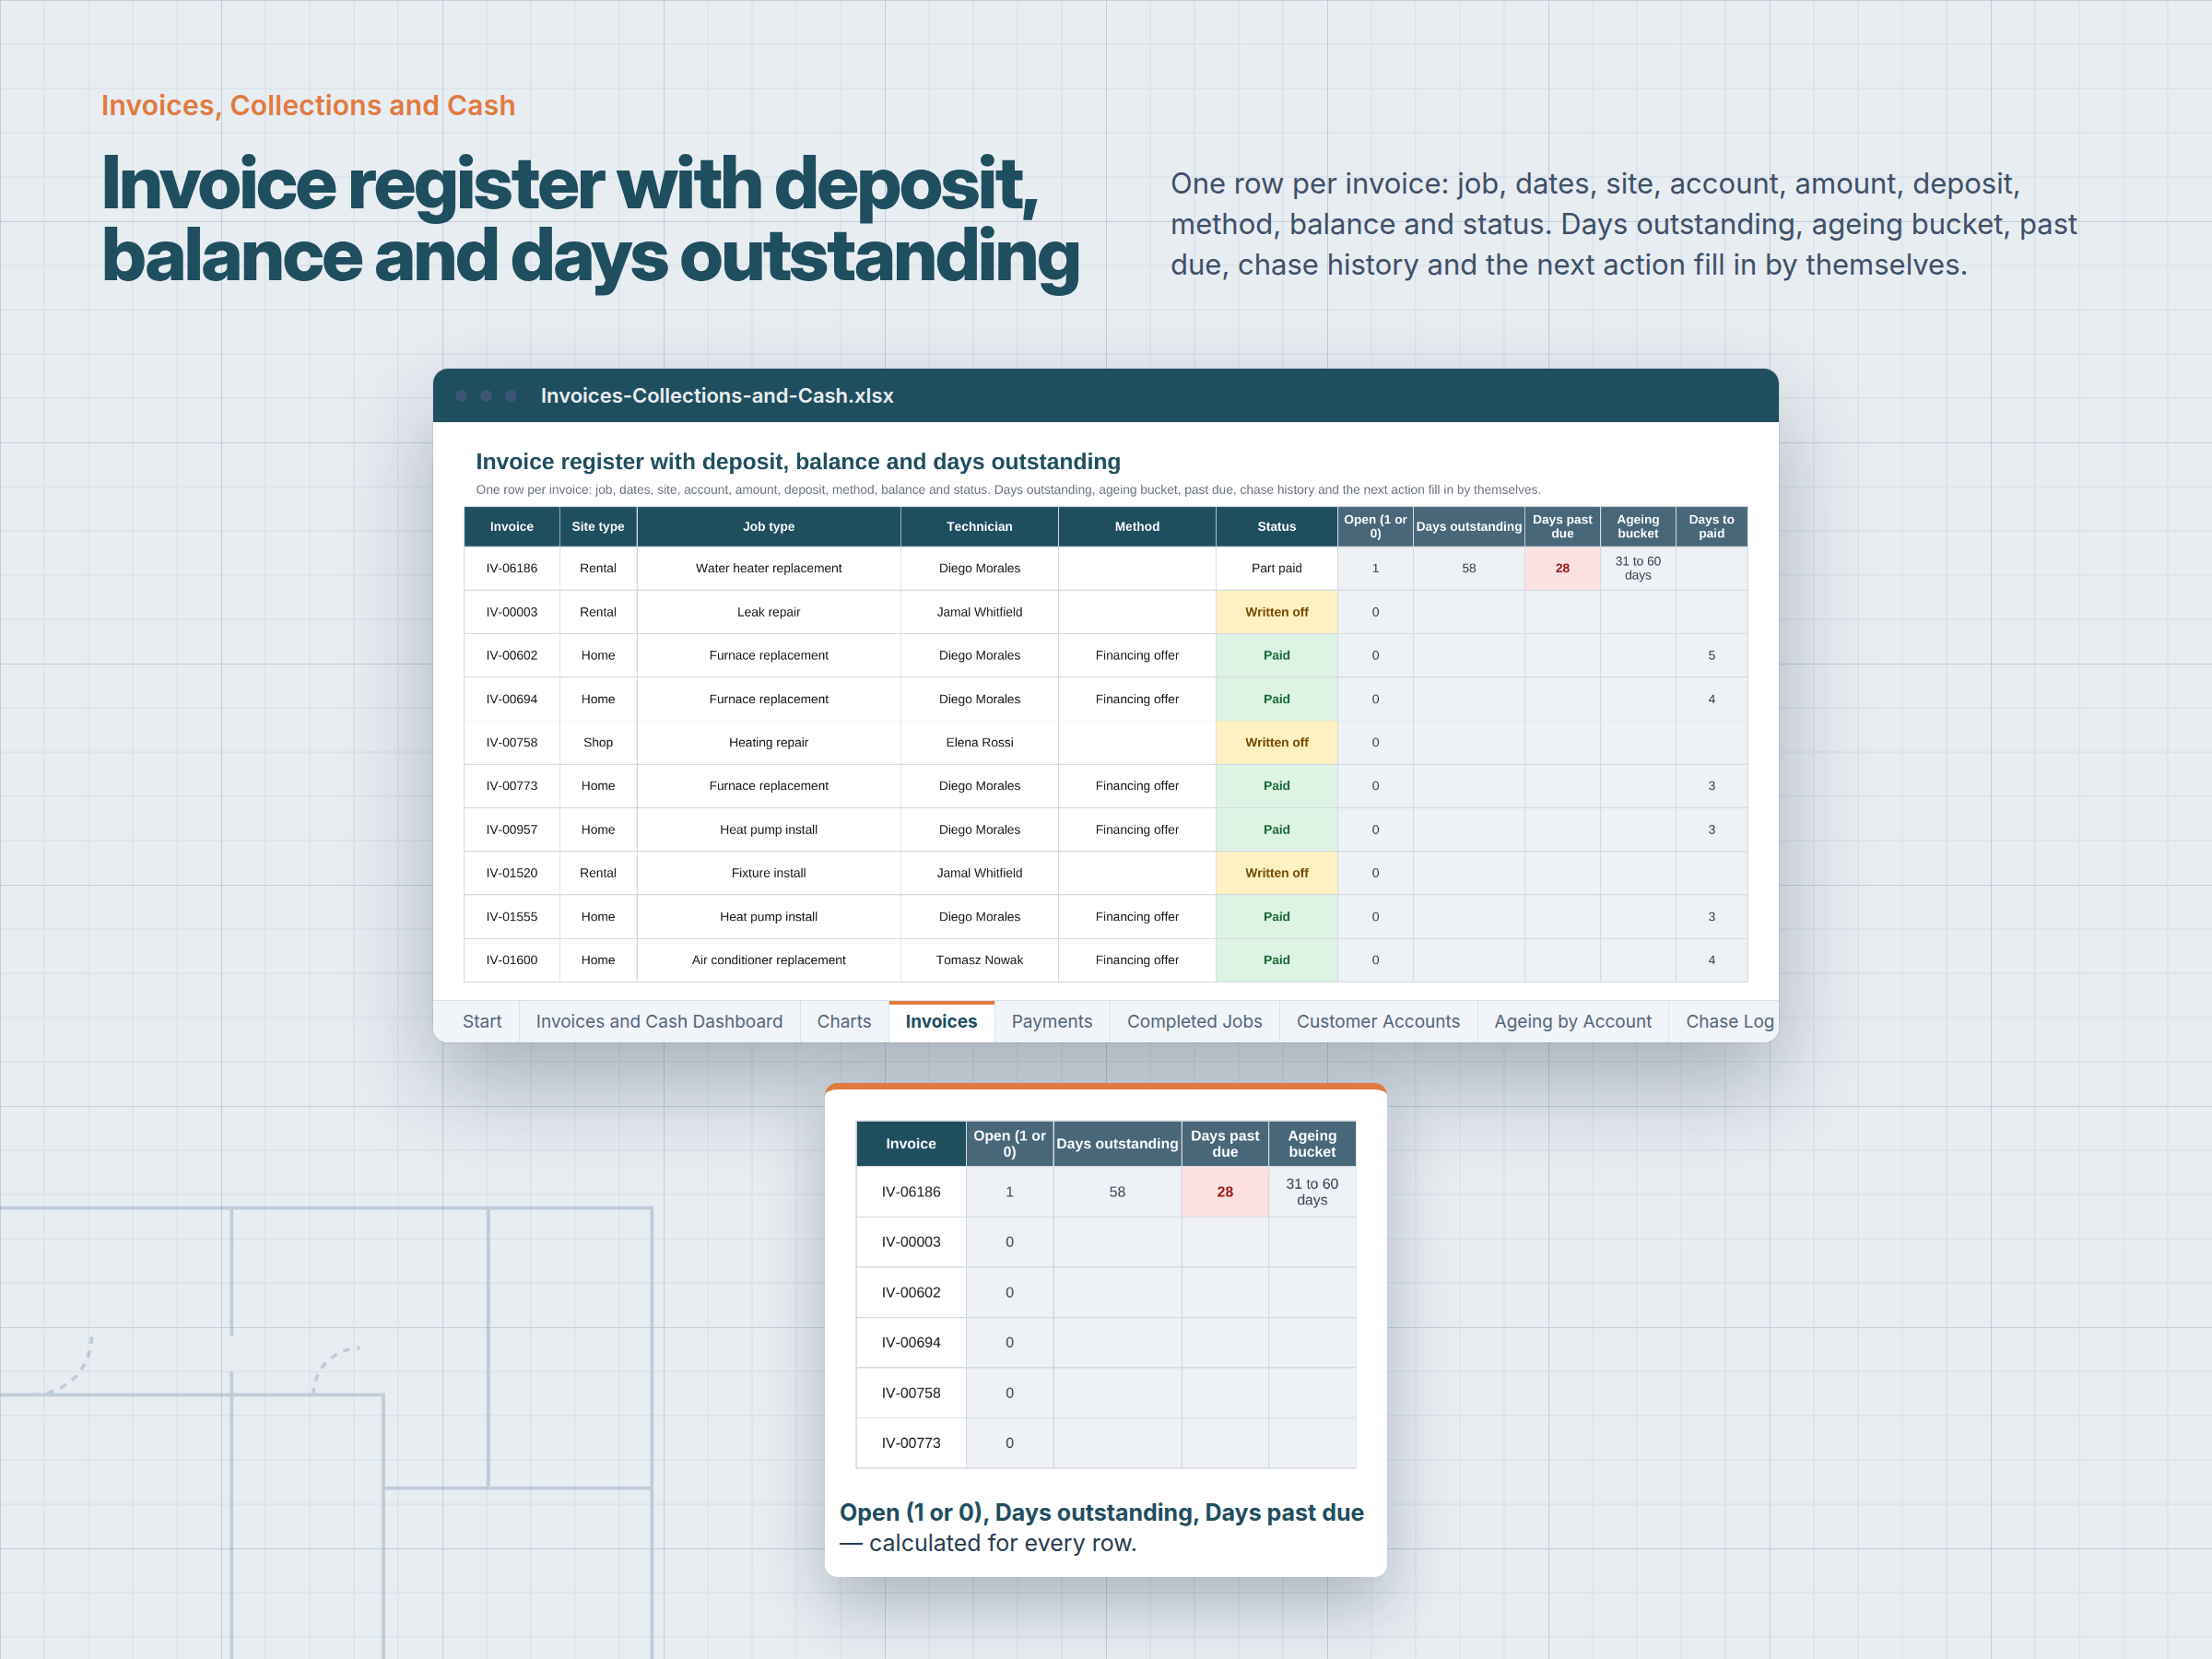 Invoices, Collections and Cash
Invoice register with deposit,
balance and days outstanding
One row per invoice: job, dates, site, account, amount, deposit,
method, balance and status. Days outstanding, ageing bucket, past
due, chase history and the next action fill in by themselves.
Invoices-Collections-and-Cash.xlsx
Invoice register with deposit, balance and days outstanding
One row per invoice: job, dates, site, account, amount, deposit, method, balance and status. Days outstanding, ageing bucket, past due, chase history and the next action fill in by themselves.
Invoice Site type Job type Technician Method Status Open (1 or 0) Days outstanding Days past due Ageing bucket Days to paid
IV-06186 Rental Water heater replacement Diego Morales Part paid 1 58 28 31 to 60 days
IV-00003 Rental Leak repair Jamal Whitfield Written off 0
IV-00602 Home Furnace replacement Diego Morales Financing offer Paid 0 5
IV-00694 Home Furnace replacement Diego Morales Financing offer Paid 0 4
IV-00758 Shop Heating repair Elena Rossi Written off 0
IV-00773 Home Furnace replacement Diego Morales Financing offer Paid 0 3
IV-00957 Home Heat pump install Diego Morales Financing offer Paid 0 3
IV-01520 Rental Fixture install Jamal Whitfield Written off 0
IV-01555 Home Heat pump install Diego Morales Financing offer Paid 0 3
IV-01600 Home Air conditioner replacement Tomasz Nowak Financing offer Paid 0 4
Start Invoices and Cash Dashboard Charts Invoices Payments Completed Jobs Customer Accounts Ageing by Account Chase Log
Invoice Open (1 or 0) Days outstanding Days past due Ageing bucket
IV-06186 1 58 28 31 to 60 days
IV-00003 0
IV-00602 0
IV-00694 0
IV-00758 0
IV-00773 0
Open (1 or 0), Days outstanding, Days past due
— calculated for every row.